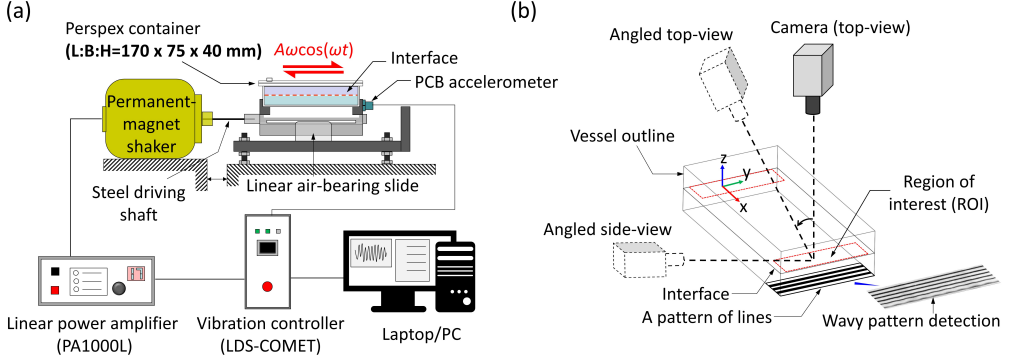 (a)
Perspex container
(L:B:H=170 x 75 x 40 mm)
Aωcos(ωt)
Interface
PCB accelerometer
Permanent-
magnet
shaker
Steel driving
shaft
Linear air-bearing slide
Linear power amplifier
(PA1000L)
Vibration controller
(LDS-COMET)
Laptop/PC
(b)
Angled top-view
Camera (top-view)
Vessel outline
z
y
x
Region of
interest (ROI)
Angled side-view
Interface
A pattern of lines
Wavy pattern detection